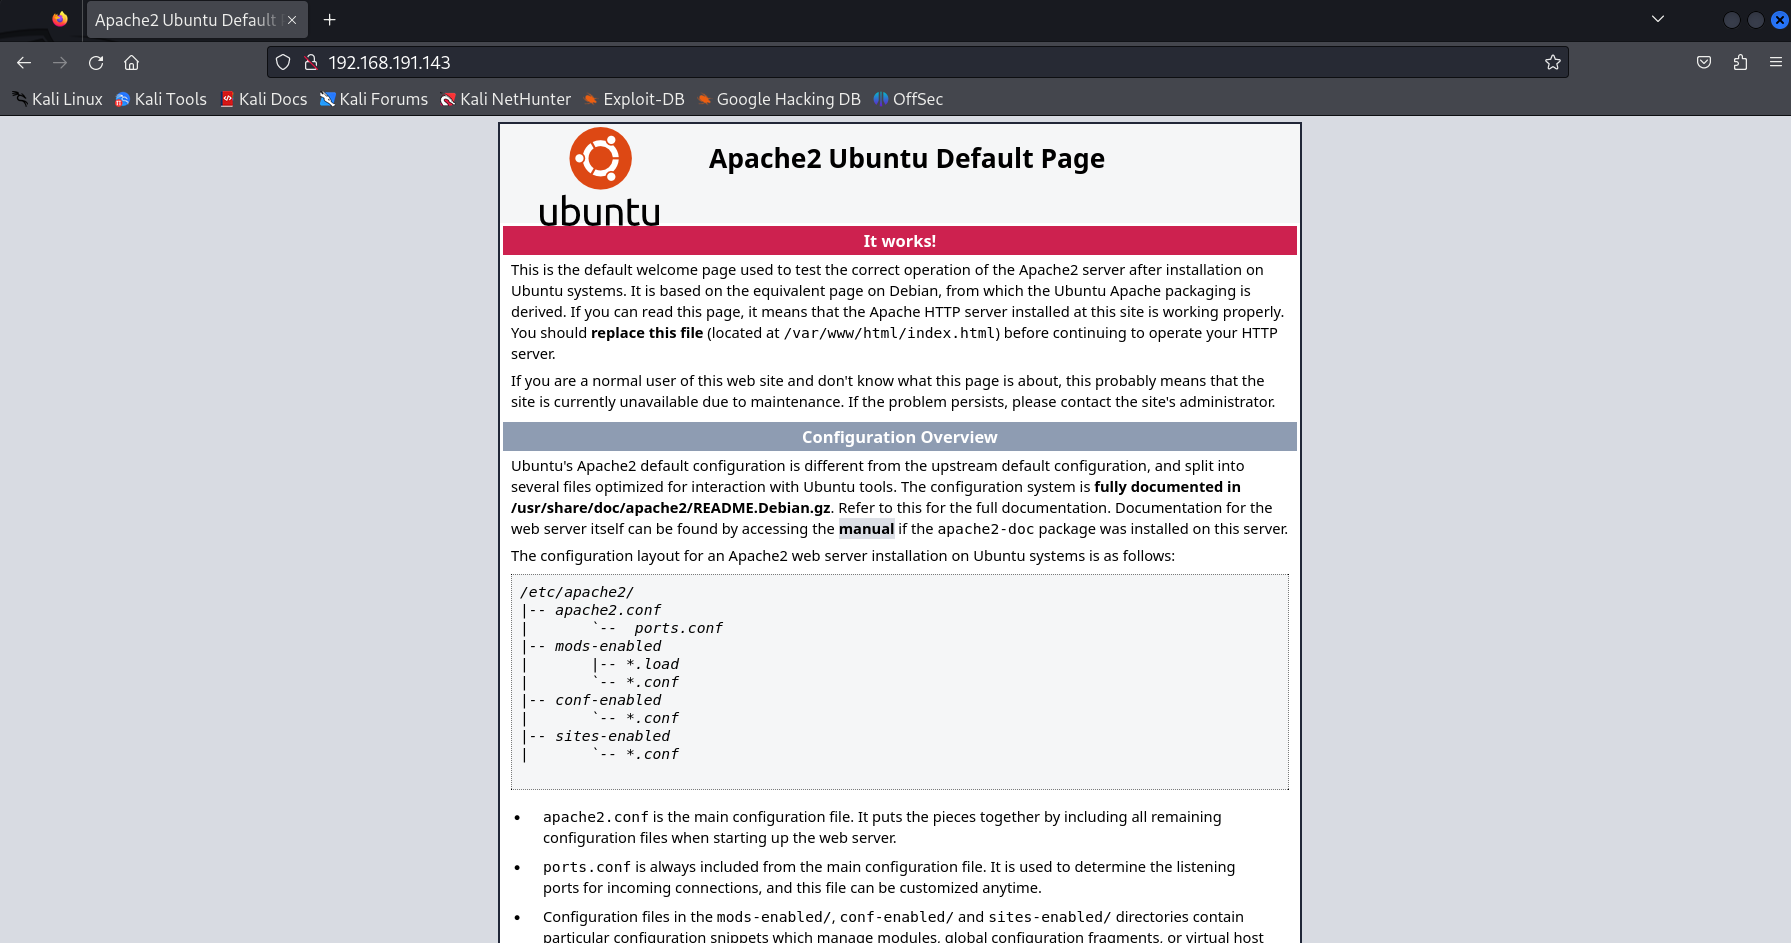 Apache2 Ubuntu Default
192.168.191.143
Kali Linux Kali Tools Kali Docs Kali Forums Kali NetHunter Exploit-DB Google Hacking DB OffSec
ubuntu
Apache2 Ubuntu Default Page
It works!
This is the default welcome page used to test the correct operation of the Apache2 server after installation on
Ubuntu systems. It is based on the equivalent page on Debian, from which the Ubuntu Apache packaging is
derived. If you can read this page, it means that the Apache HTTP server installed at this site is working properly.
You should replace this file (located at /var/www/html/index.html) before continuing to operate your HTTP
server.
If you are a normal user of this web site and don't know what this page is about, this probably means that the
site is currently unavailable due to maintenance. If the problem persists, please contact the site's administrator.
Configuration Overview
Ubuntu's Apache2 default configuration is different from the upstream default configuration, and split into
several files optimized for interaction with Ubuntu tools. The configuration system is fully documented in
/usr/share/doc/apache2/README.Debian.gz. Refer to this for the full documentation. Documentation for the
web server itself can be found by accessing the manual if the apache2-doc package was installed on this server.
The configuration layout for an Apache2 web server installation on Ubuntu systems is as follows:
/etc/apache2/
|-- apache2.conf
|       `--  ports.conf
|-- mods-enabled
|       |-- *.load
|       `-- *.conf
|-- conf-enabled
|       `-- *.conf
|-- sites-enabled
|       `-- *.conf
• apache2.conf is the main configuration file. It puts the pieces together by including all remaining
configuration files when starting up the web server.
• ports.conf is always included from the main configuration file. It is used to determine the listening
ports for incoming connections, and this file can be customized anytime.
• Configuration files in the mods-enabled/, conf-enabled/ and sites-enabled/ directories contain
particular configuration snippets which manage modules, global configuration fragments, or virtual host